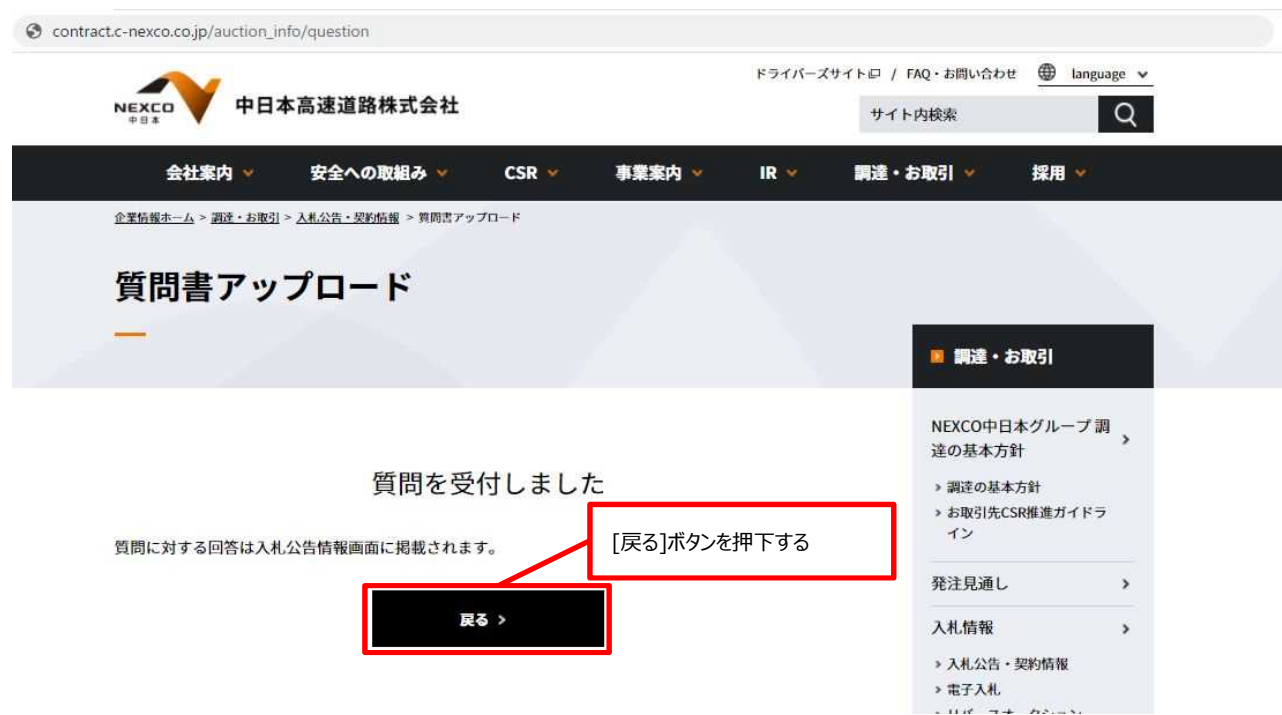 contract.c-nexco.co.jp/auction_info/question
ドライバーズサイト / FAQ・お問い合わせ language
NEXCO
中日本
中日本高速道路株式会社
サイト内検索
会社案内 安全への取組み CSR 事業案内 IR 調達・お取引 採用
企業情報ホーム > 調達・お取引 > 入札公告・契約情報 > 質問書アップロード
質問書アップロード
調達・お取引
NEXCO中日本グループ 調
達の基本方針
調達の基本方針
お取引先CSR推進ガイドラ
イン
発注見通し
入札情報
入札公告・契約情報
電子入札
リバースオークション
質問を受付しました
質問に対する回答は入札公告情報画面に掲載されます。
[戻る]ボタンを押下する
戻る >